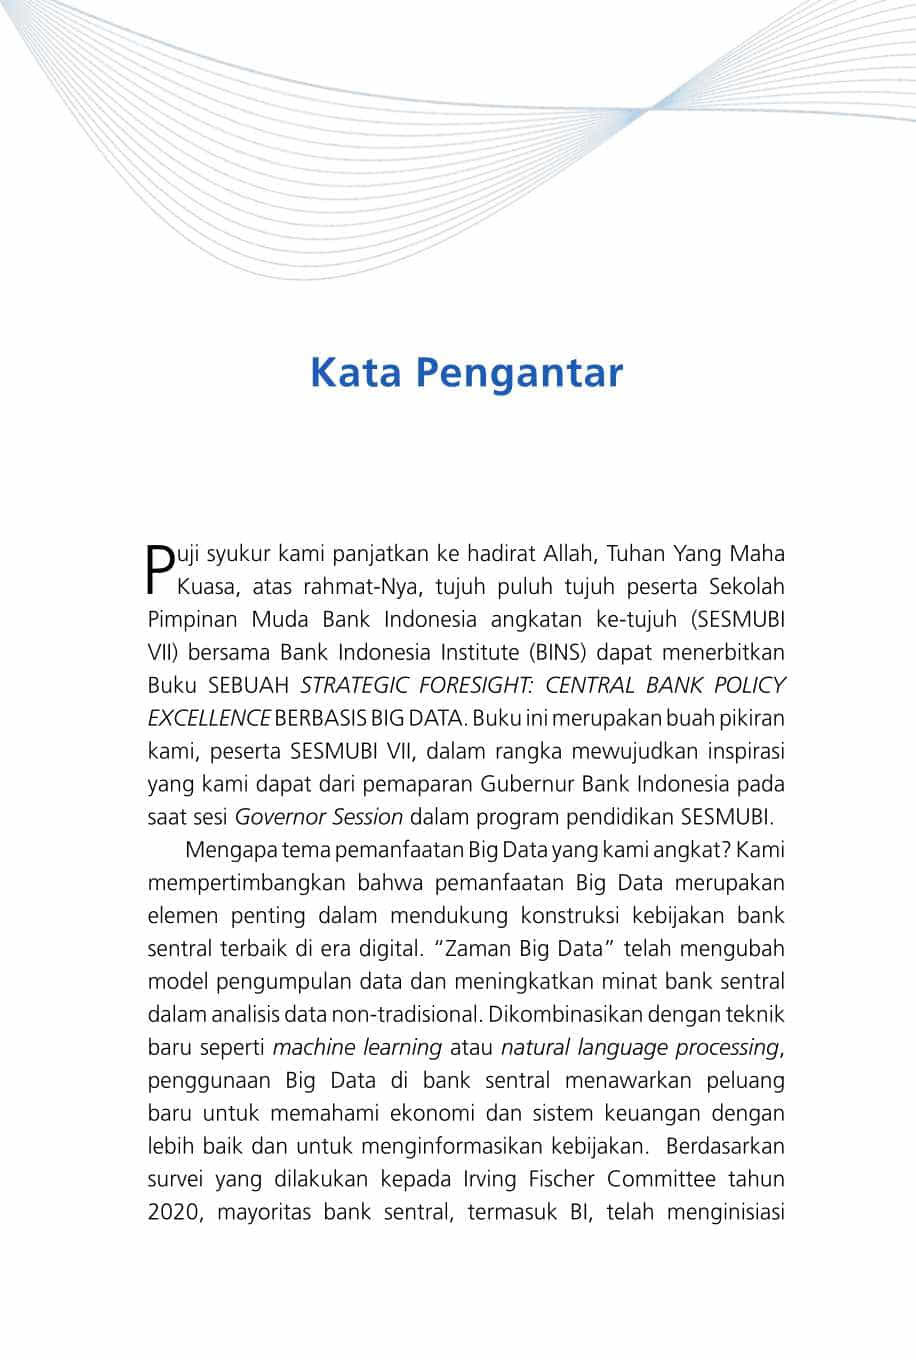 Kata Pengantar
Puji syukur kami panjatkan ke hadirat Allah, Tuhan Yang Maha
Kuasa, atas rahmat-Nya, tujuh puluh tujuh peserta Sekolah
Pimpinan Muda Bank Indonesia angkatan ke-tujuh (SESMUBI
VII) bersama Bank Indonesia Institute (BINS) dapat menerbitkan
Buku SEBUAH STRATEGIC FORESIGHT: CENTRAL BANK POLICY
EXCELLENCE BERBASIS BIG DATA. Buku ini merupakan buah pikiran
kami, peserta SESMUBI VII, dalam rangka mewujudkan inspirasi
yang kami dapat dari pemaparan Gubernur Bank Indonesia pada
saat sesi Governor Session dalam program pendidikan SESMUBI.
Mengapa tema pemanfaatan Big Data yang kami angkat? Kami
mempertimbangkan bahwa pemanfaatan Big Data merupakan
elemen penting dalam mendukung konstruksi kebijakan bank
sentral terbaik di era digital. “Zaman Big Data” telah mengubah
model pengumpulan data dan meningkatkan minat bank sentral
dalam analisis data non-tradisional. Dikombinasikan dengan teknik
baru seperti machine learning atau natural language processing,
penggunaan Big Data di bank sentral menawarkan peluang
baru untuk memahami ekonomi dan sistem keuangan dengan
lebih baik dan untuk menginformasikan kebijakan. Berdasarkan
survei yang dilakukan kepada Irving Fischer Committee tahun
2020, mayoritas bank sentral, termasuk BI, telah menginisiasi